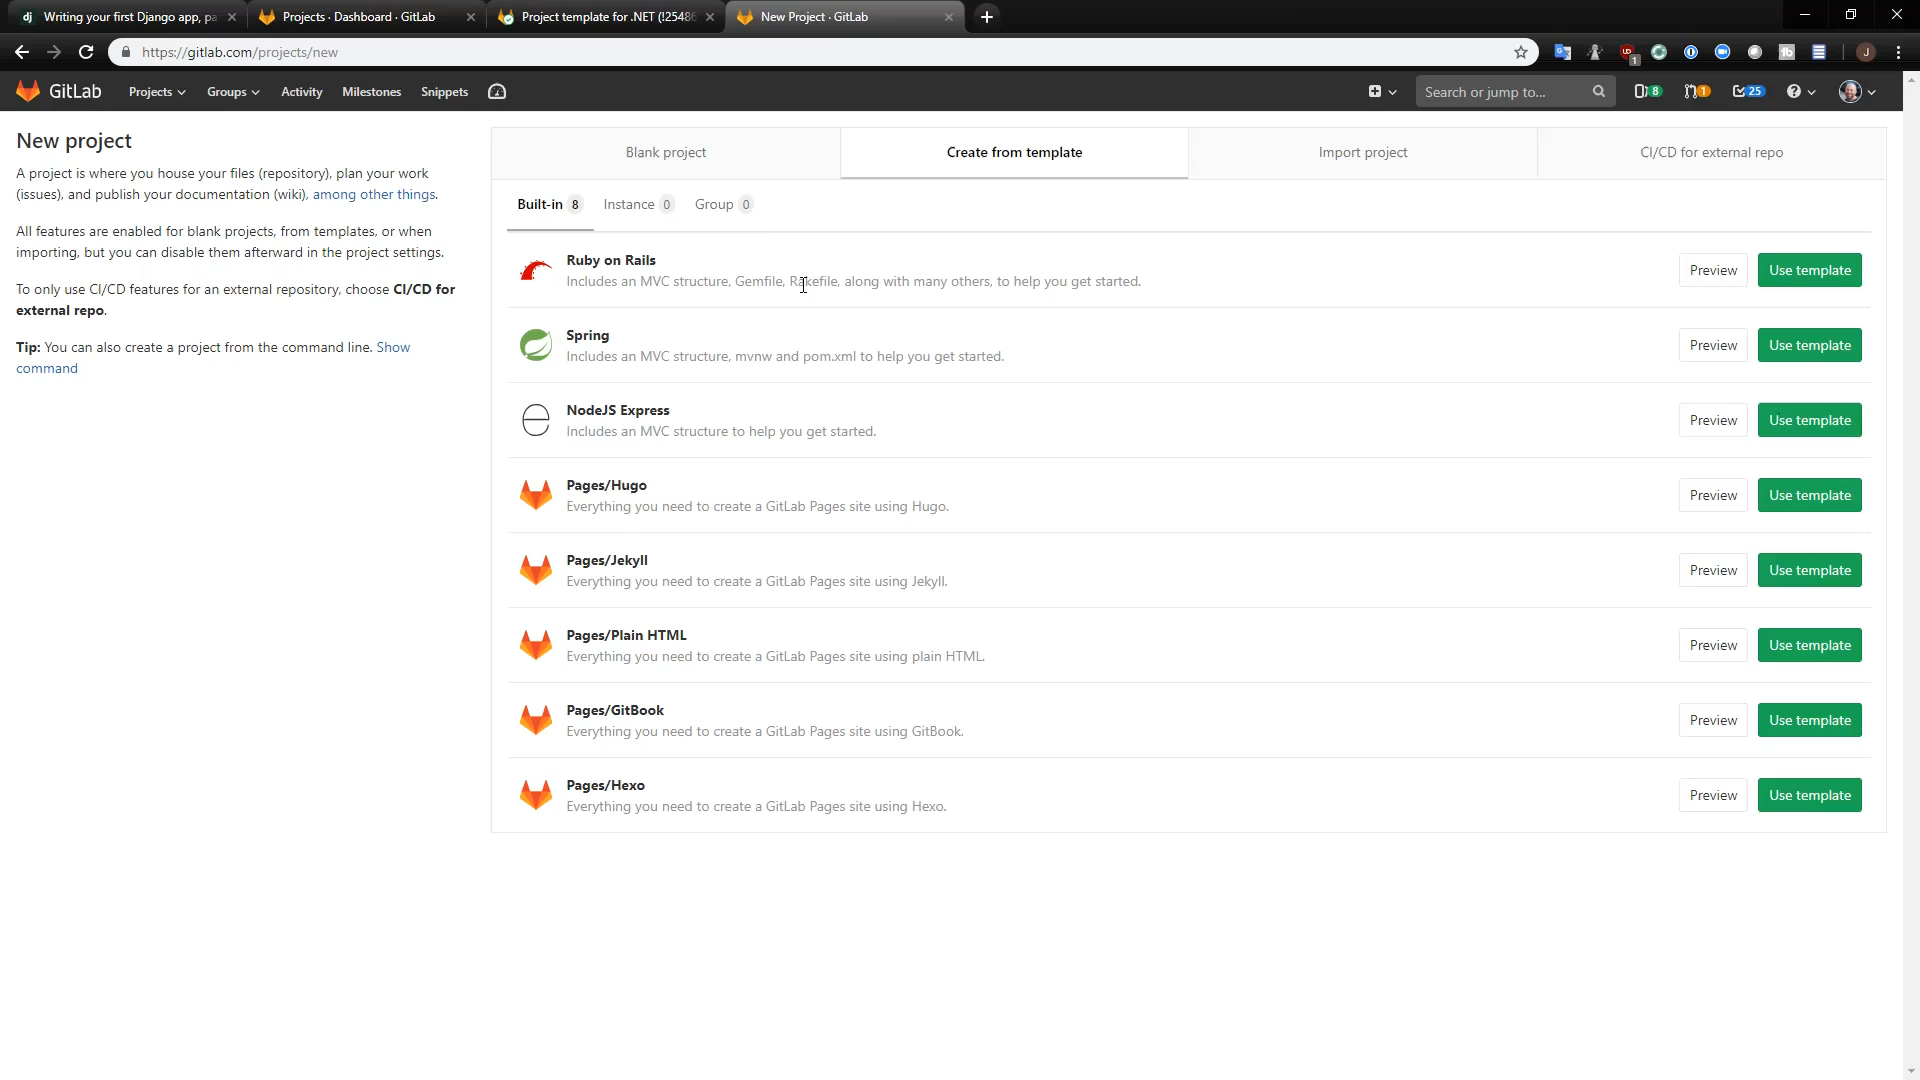 Writing your first Django app, pa
Projects · Dashboard · GitLab
Project template for .NET (!25486
New Project · GitLab
https://gitlab.com/projects/new
GitLab
Projects
Groups
Activity
Milestones
Snippets
Search or jump to...
8
1
25
New project
A project is where you house your files (repository), plan your work
(issues), and publish your documentation (wiki), among other things.
All features are enabled for blank projects, from templates, or when
importing, but you can disable them afterward in the project settings.
To only use CI/CD features for an external repository, choose CI/CD for
external repo.
Tip: You can also create a project from the command line. Show
command
Blank project
Create from template
Import project
CI/CD for external repo
Built-in 8
Instance 0
Group 0
Ruby on Rails
Includes an MVC structure, Gemfile, Rakefile, along with many others, to help you get started.
Preview
Use template
Spring
Includes an MVC structure, mvnw and pom.xml to help you get started.
Preview
Use template
NodeJS Express
Includes an MVC structure to help you get started.
Preview
Use template
Pages/Hugo
Everything you need to create a GitLab Pages site using Hugo.
Preview
Use template
Pages/Jekyll
Everything you need to create a GitLab Pages site using Jekyll.
Preview
Use template
Pages/Plain HTML
Everything you need to create a GitLab Pages site using plain HTML.
Preview
Use template
Pages/GitBook
Everything you need to create a GitLab Pages site using GitBook.
Preview
Use template
Pages/Hexo
Everything you need to create a GitLab Pages site using Hexo.
Preview
Use template